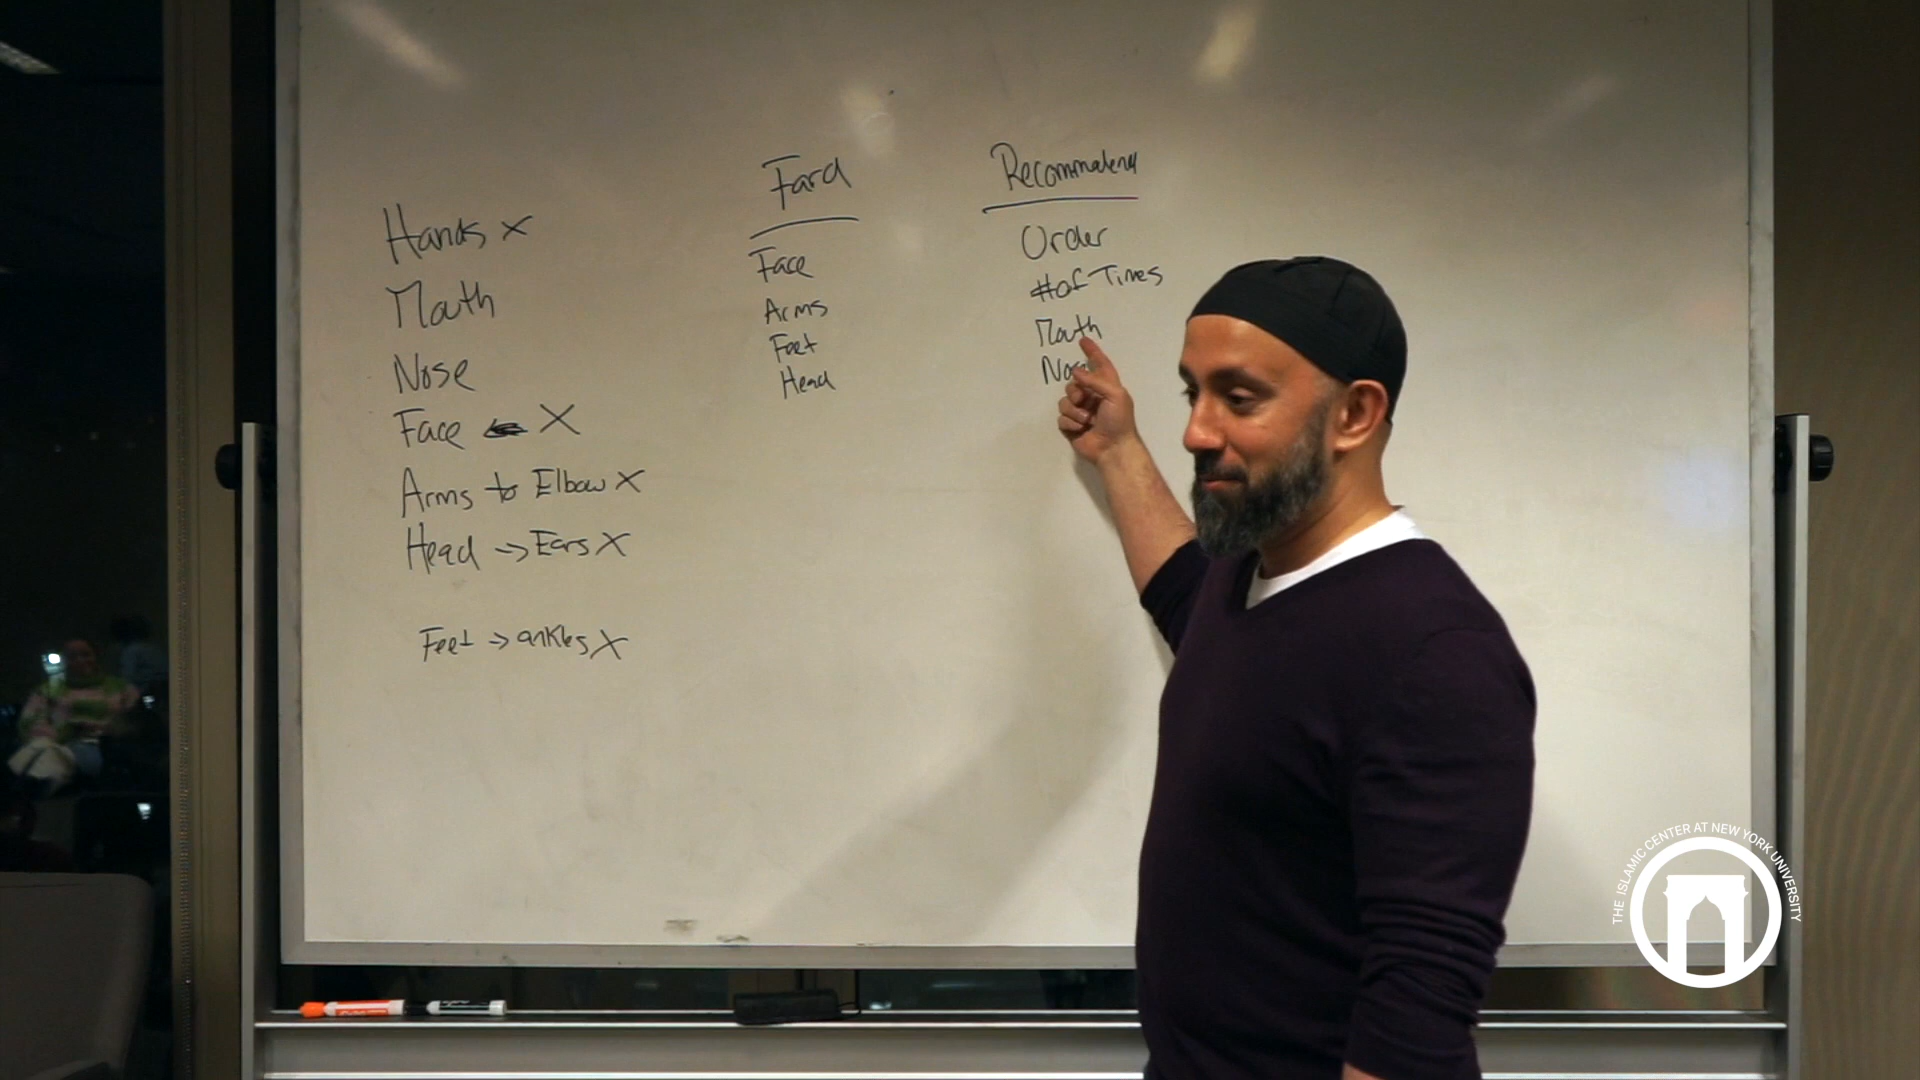 Hands X
Mouth
Nose
Face X
Arms to Elbow X
Head → Ears X
Feet → ankles X
Fard
Face
Arms
Feet
Head
Order
# of Times
Mouth
THE ISLAMIC CENTER AT NEW YORK UNIVERSITY